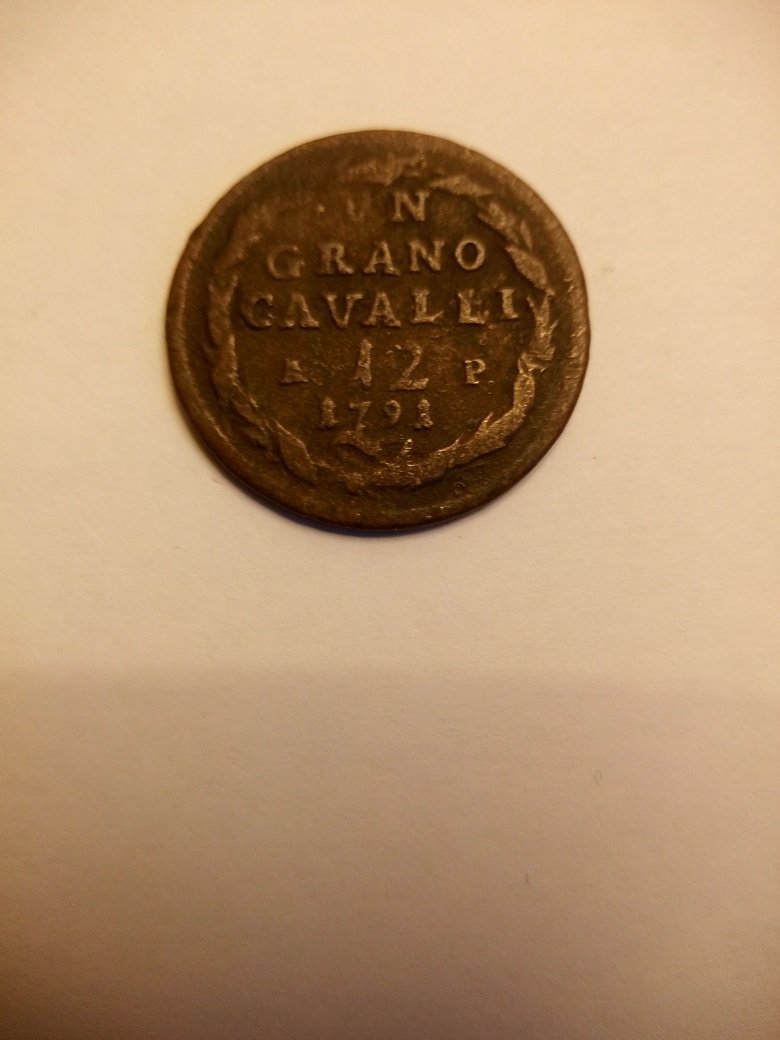 UN
GRANO
CAVALLI
A 12 P
1791